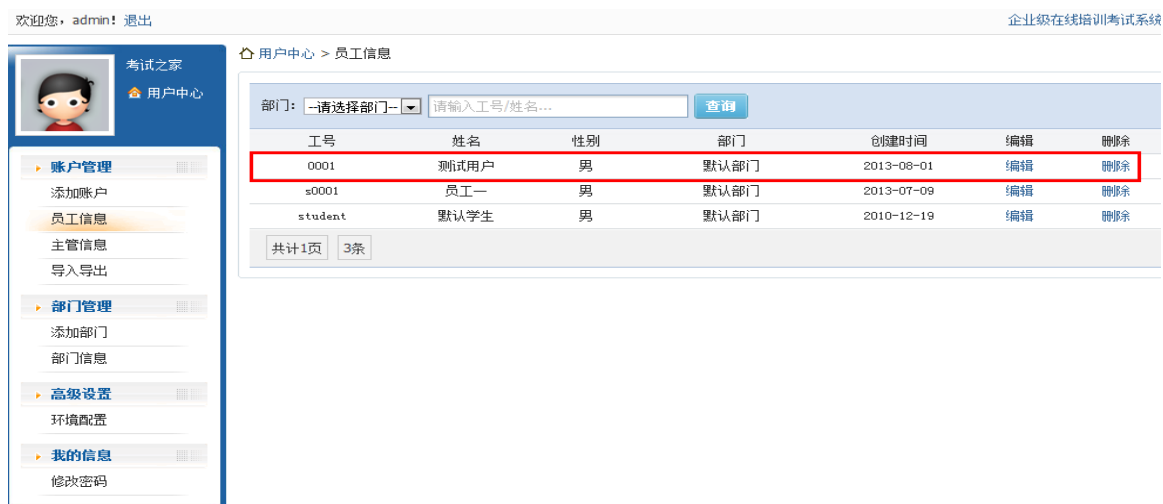 欢迎您，admin! 退出
企业级在线培训考试系统
考试之家
用户中心
账户管理
添加账户
员工信息
主管信息
导入导出
部门管理
添加部门
部门信息
高级设置
环境配置
我的信息
修改密码
用户中心 > 员工信息
部门： --请选择部门-- 请输入工号/姓名... 查询
工号 姓名 性别 部门 创建时间 编辑 删除
0001 测试用户 男 默认部门 2013-08-01 编辑 删除
s0001 员工一 男 默认部门 2013-07-09 编辑 删除
student 默认学生 男 默认部门 2010-12-19 编辑 删除
共计1页 3条